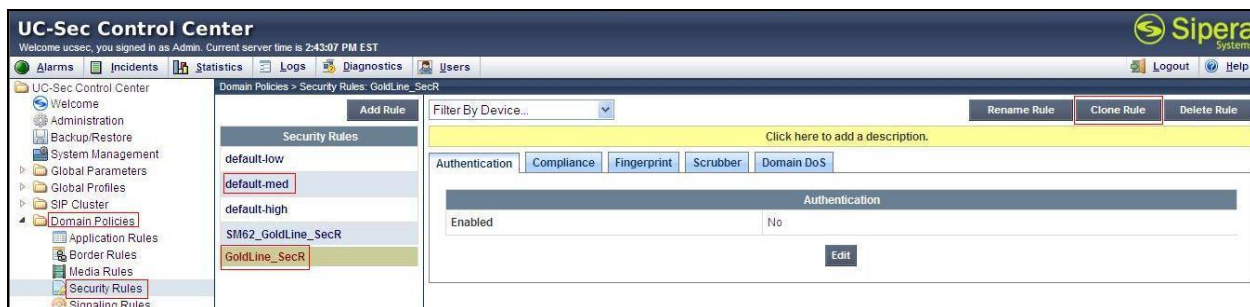 UC-Sec Control Center
Welcome ucsec, you signed in as Admin. Current server time is 2:43:07 PM EST
Sipera
Systems
Alarms Incidents Statistics Logs Diagnostics Users Logout Help
UC-Sec Control Center
Welcome
Administration
Backup/Restore
System Management
Global Parameters
Global Profiles
SIP Cluster
Domain Policies
Application Rules
Border Rules
Media Rules
Security Rules
Signaling Rules
Domain Policies > Security Rules: GoldLine_SecR
Add Rule
Security Rules
default-low
default-med
default-high
SM62_GoldLine_SecR
GoldLine_SecR
Filter By Device...
Rename Rule Clone Rule Delete Rule
Click here to add a description.
Authentication Compliance Fingerprint Scrubber Domain DoS
Authentication
Enabled No
Edit